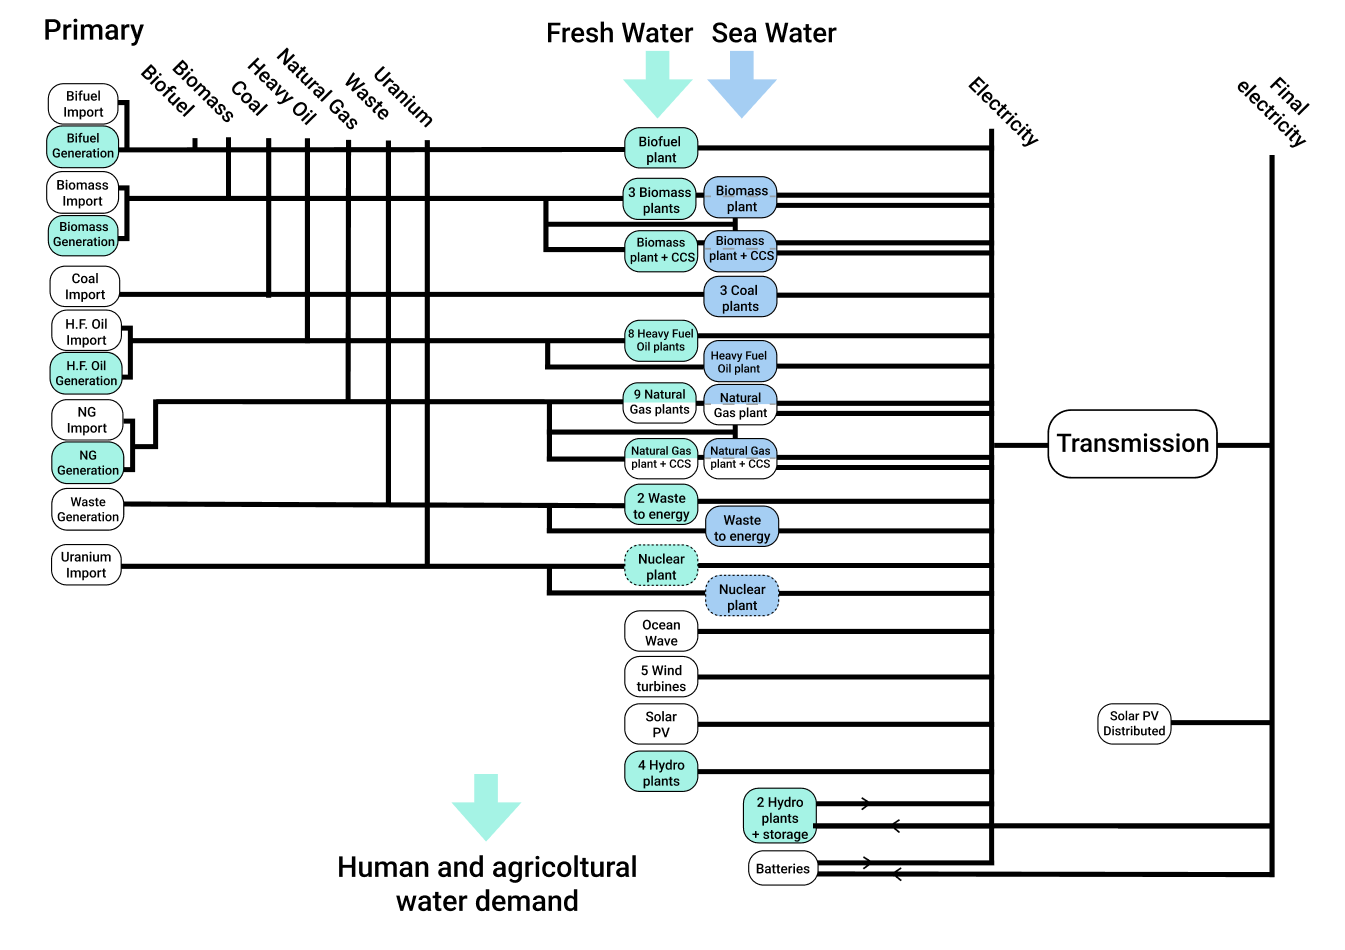 Primary
Fresh Water
Sea Water
Biofuel
Biomass
Coal
Heavy Oil
Natural Gas
Waste
Uranium
Electricity
Final
electricity
Bifuel
Import
Bifuel
Generation
Biomass
Import
Biomass
Generation
Coal
Import
H.F. Oil
Import
H.F. Oil
Generation
NG
Import
NG
Generation
Waste
Generation
Uranium
Import
Biofuel
plant
3 Biomass
plants
Biomass
plant
Biomass
plant + CCS
Biomass
plant + CCS
3 Coal
plants
8 Heavy Fuel
Oil plants
Heavy Fuel
Oil plant
9 Natural
Gas plants
Natural
Gas plant
Natural Gas
plant + CCS
Natural Gas
plant + CCS
2 Waste
to energy
Waste
to energy
Nuclear
plant
Nuclear
plant
Ocean
Wave
5 Wind
turbines
Solar
PV
4 Hydro
plants
2 Hydro
plants
+ storage
Batteries
Transmission
Solar PV
Distributed
Human and agricoltural
water demand